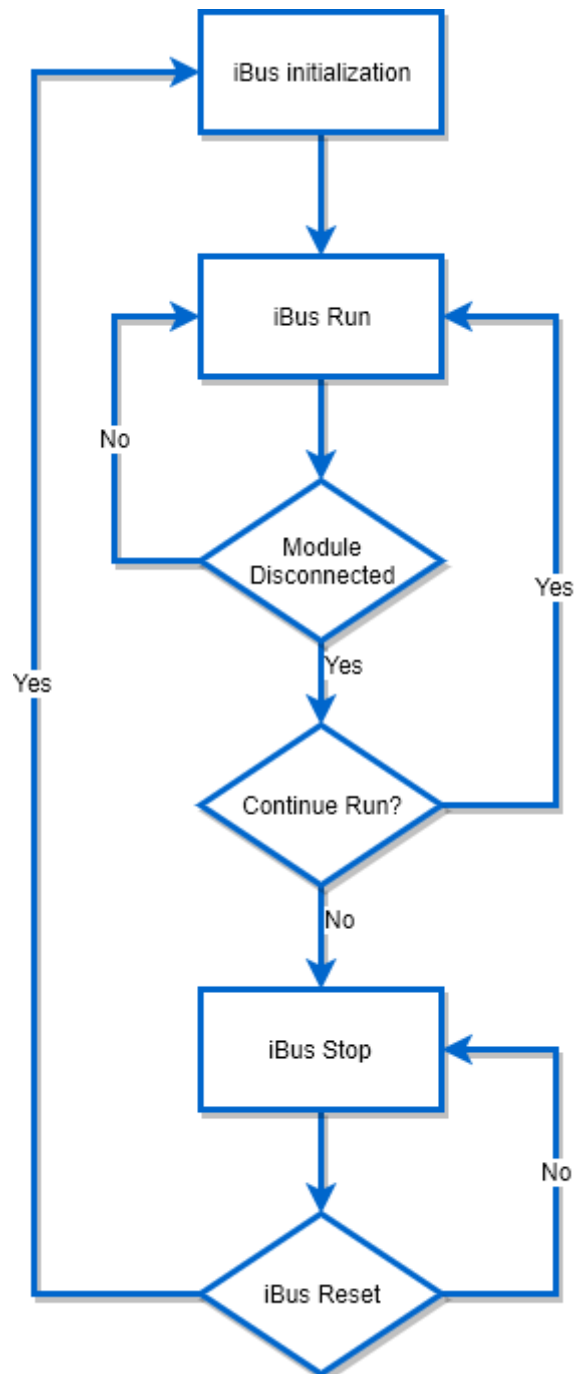 iBus initialization
iBus Run
No
Module
Disconnected
Yes
Yes
Yes
Continue Run?
No
iBus Stop
No
iBus Reset